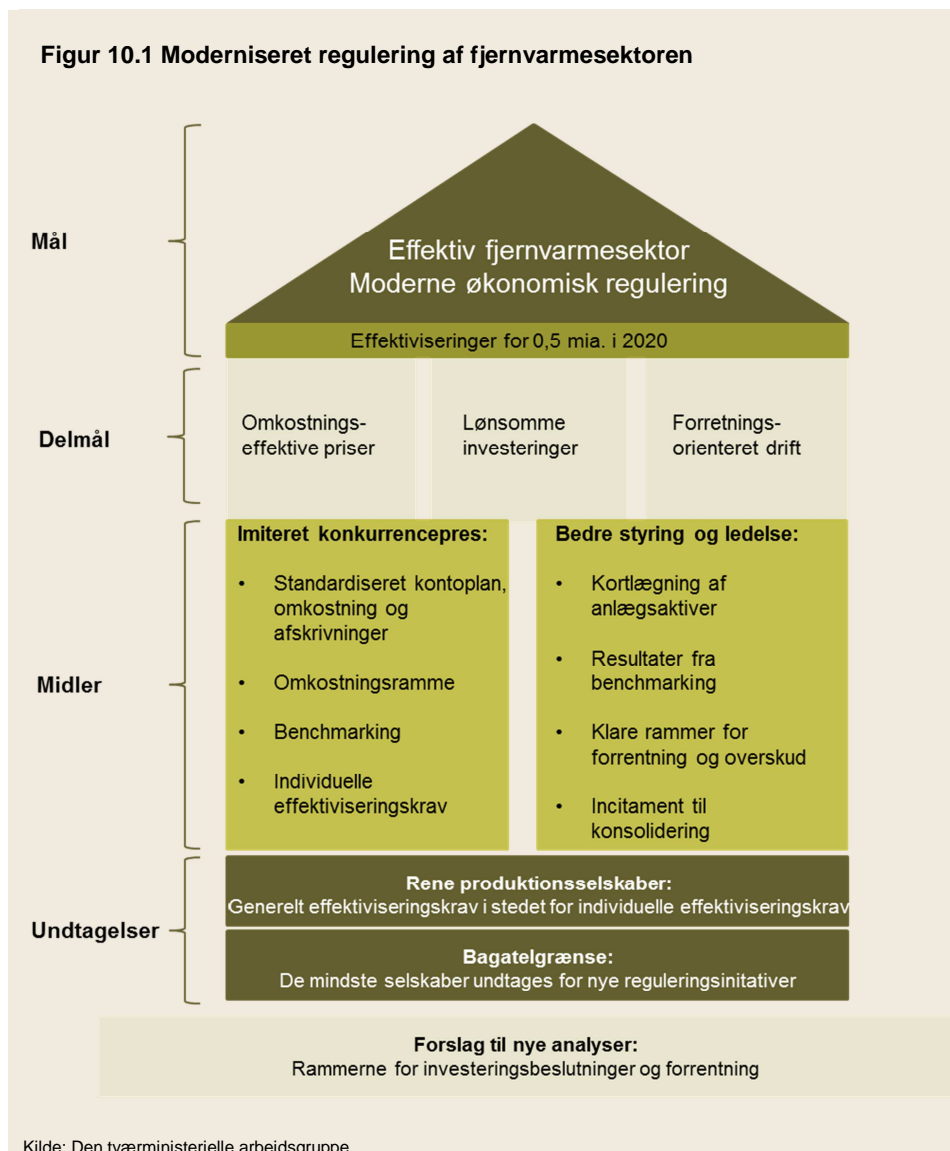 Figur 10.1 Moderniseret regulering af fjernvarmesektoren
Mål
Effektiv fjernvarmesektor
Moderne økonomisk regulering
Effektiviseringer for 0,5 mia. i 2020
Delmål
Omkostnings-
effektive priser
Lønsomme
investeringer
Forretnings-
orienteret drift
Midler
Imiteret konkurrencepres:
• Standardiseret kontoplan,
omkostning og
afskrivninger
• Omkostningsramme
• Benchmarking
• Individuelle
effektiviseringskrav
Bedre styring og ledelse:
• Kortlægning af
anlægsaktiver
• Resultater fra
benchmarking
• Klare rammer for
forrentning og overskud
• Incitament til
konsolidering
Undtagelser
Rene produktionsselskaber:
Generelt effektiviseringskrav i stedet for individuelle effektiviseringskrav
Bagatelgrænse:
De mindste selskaber undtages for nye reguleringsinitativer
Forslag til nye analyser:
Rammerne for investeringsbeslutninger og forrentning
Kilde: Den tværministerielle arbejdsgruppe